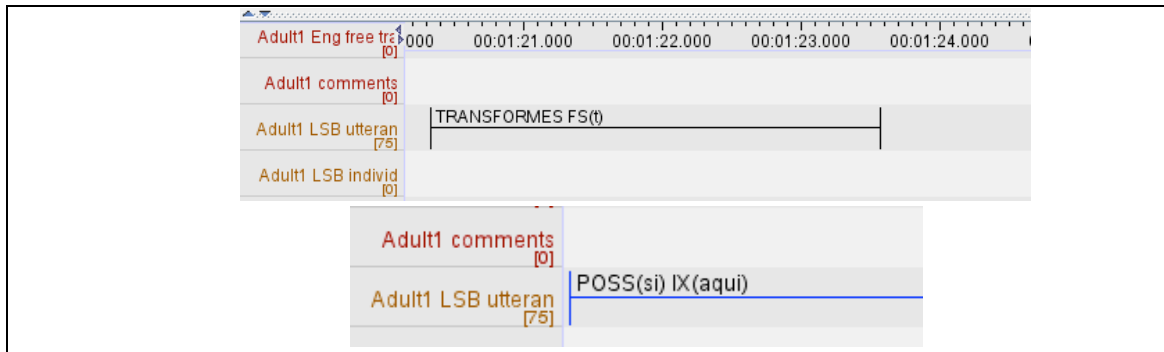 Adult1 Eng free tra 000 00:01:21.000 00:01:22.000 00:01:23.000 00:01:24.000
[0]
Adult1 comments
[0]
TRANSFORMES FS(t)
Adult1 LSB utteran
[75]
Adult1 LSB individ
[0]
Adult1 comments
[0]
POSS(si) IX(aqui)
Adult1 LSB utteran
[75]